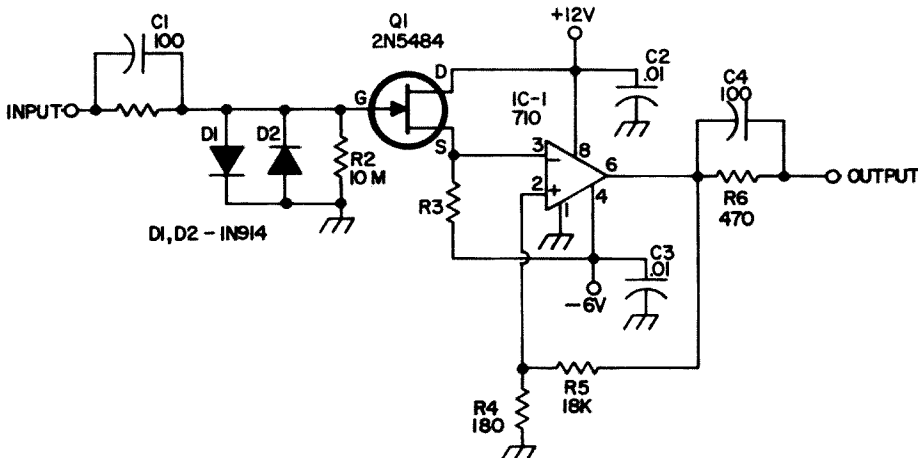 +12V
C1
100
Q1
2N5484
C2
.01
C4
100
D
IC-1
710
INPUT
G
D1
D2
S
3
8
6
R2
10 M
2
+
1
4
OUTPUT
R3
R6
470
D1, D2 - 1N914
C3
.01
-6V
R5
18K
R4
180